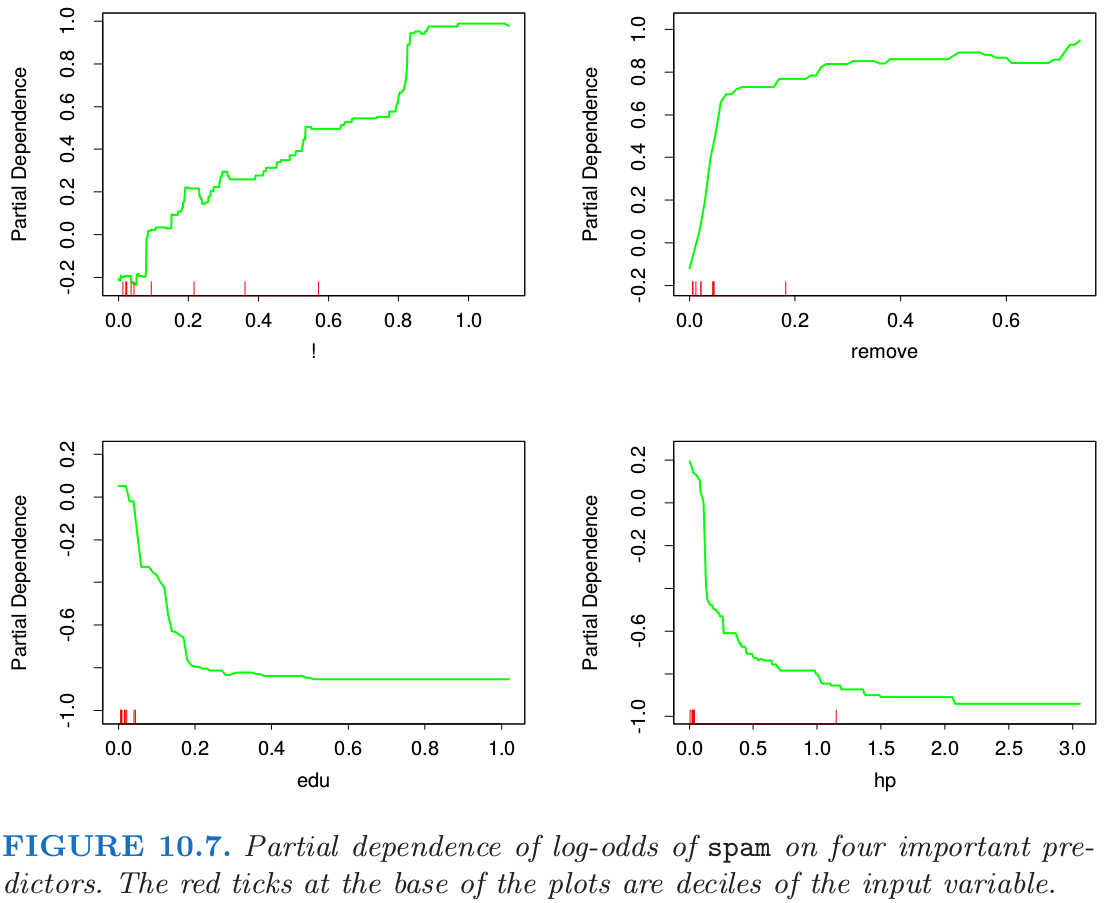 Partial Dependence
-0.2 0.0 0.2 0.4 0.6 0.8 1.0
0.0 0.2 0.4 0.6 0.8 1.0
!
Partial Dependence
-0.2 0.0 0.2 0.4 0.6 0.8 1.0
0.0 0.2 0.4 0.6
remove
Partial Dependence
-1.0 -0.6 -0.2 0.0 0.2
0.0 0.2 0.4 0.6 0.8 1.0
edu
Partial Dependence
-1.0 -0.6 -0.2 0.0 0.2
0.0 0.5 1.0 1.5 2.0 2.5 3.0
hp
FIGURE 10.7. Partial dependence of log-odds of spam on four important pre-
dictors. The red ticks at the base of the plots are deciles of the input variable.